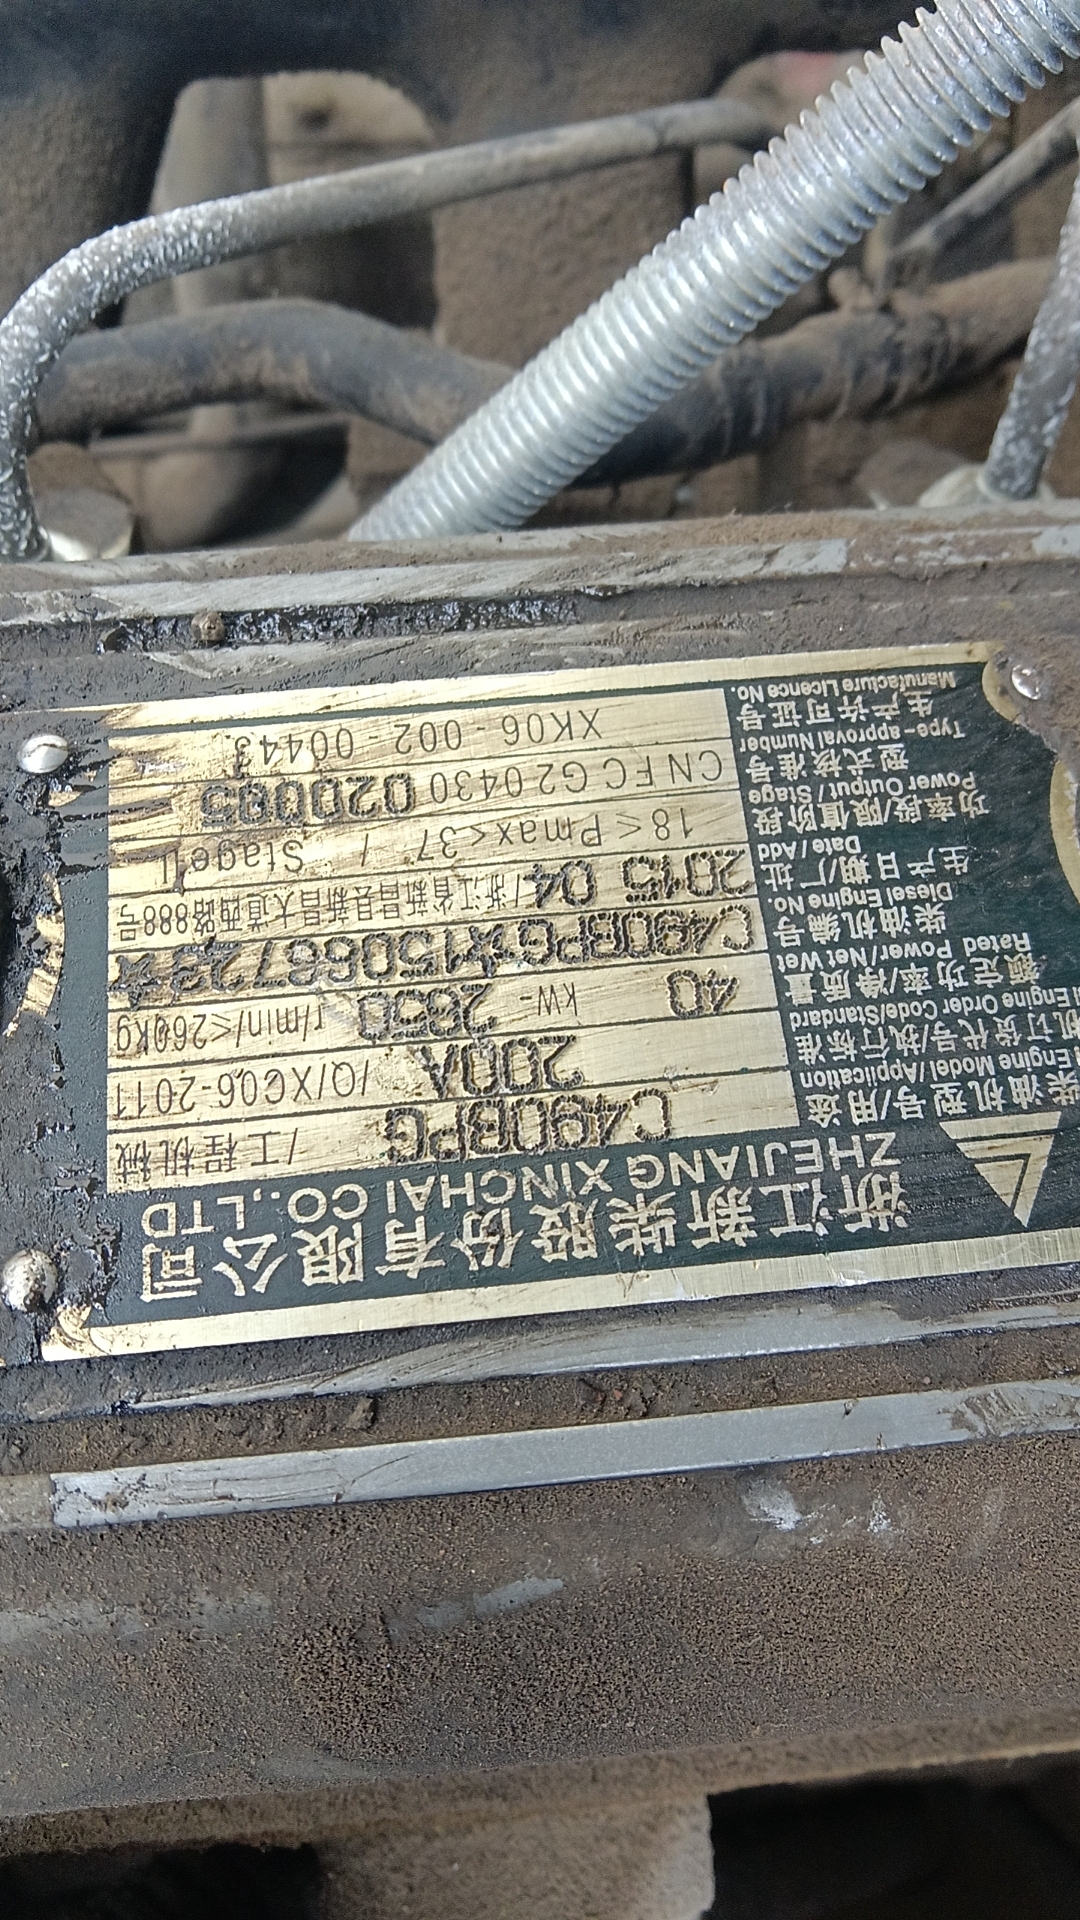 浙江新柴股份有限公司
ZHEJIANG XINCHAI CO.,LTD
柴油机型号/用途 C490BPG /工程机械
Engine Model/Application
机订货代号/执行标准 200A /Q/XC06-2011
Engine Order Code/Standard
额定功率/净质量 40 kW- 2650 r/min/≤260kg
Rated Power/Net Wet
柴油机编号 C490BPG☆15068723☆
Diesel Engine No.
生产日期/厂址 2015 04 /浙江省新昌县新昌大道西路888号
Date/Add
功率段/限值阶段 18≤Pmax<37 / StageII
Power Output/Stage
型式核准号 CNFC G2 0430 020005
Type-approval Number
生产许可证号 XK06-002-00443
Manufacture Licence No.